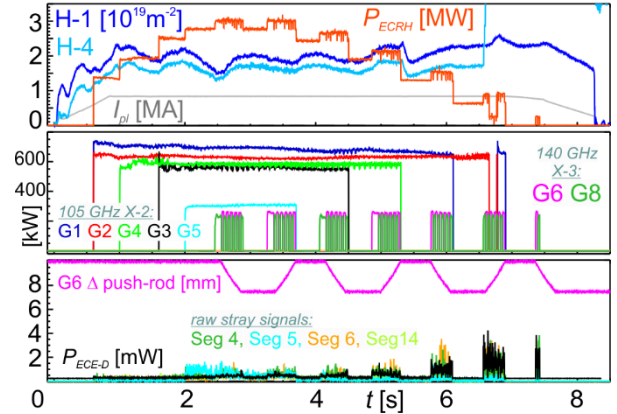 H-1 [10¹⁹m⁻²]
P_ECRH [MW]
H-4
I_pl [MA]
3
2
1
0
140 GHz
X-3:
G6 G8
105 GHz X-2:
G1 G2 G4 G3 G5
600
400
200
[kW]
G6 Δ push-rod [mm]
raw stray signals:
Seg 4, Seg 5, Seg 6, Seg14
P_ECE-D [mW]
8
6
4
2
0 2 4 6 t [s] 8